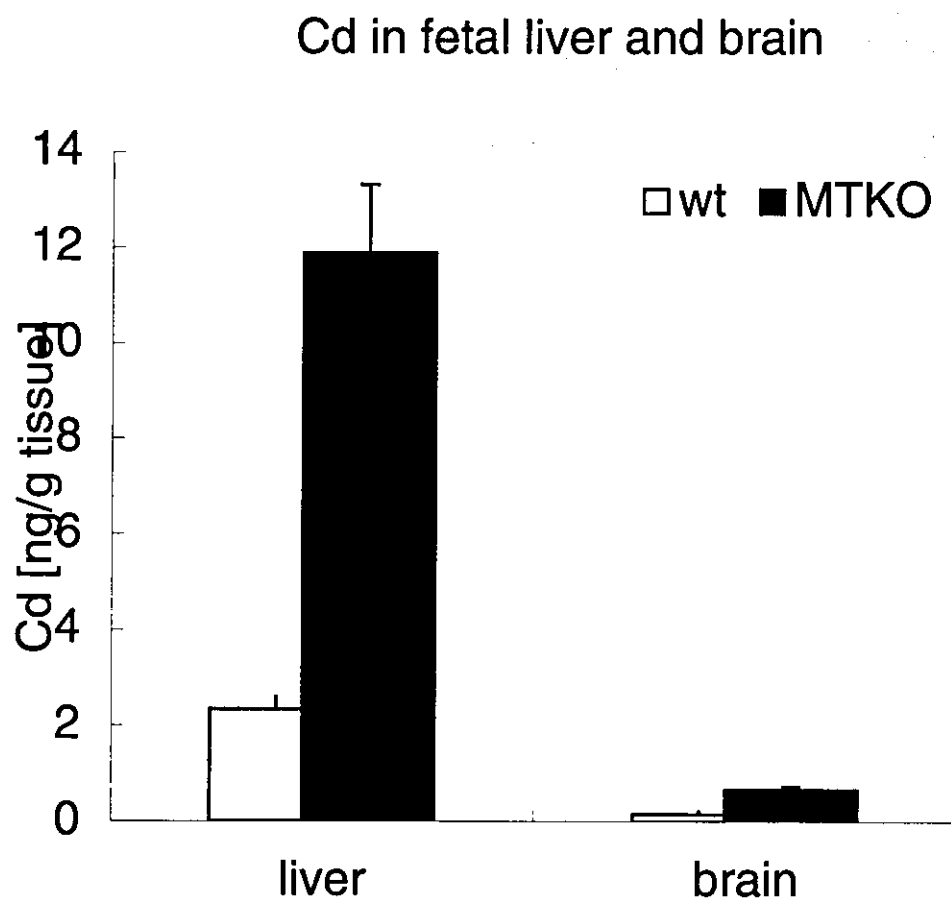 Cd in fetal liver and brain
wt MTKO
Cd [ng/g tissue]
14
12
10
8
6
4
2
0
liver brain